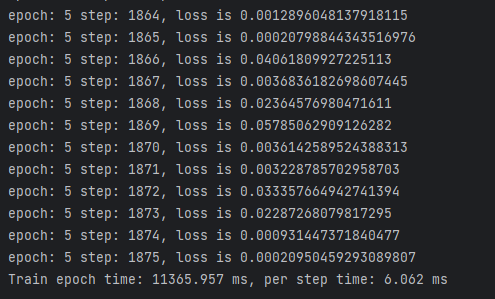 epoch: 5 step: 1864, loss is 0.0012896048137918115
epoch: 5 step: 1865, loss is 0.00020798844343516976
epoch: 5 step: 1866, loss is 0.04061809927225113
epoch: 5 step: 1867, loss is 0.0036836182698607445
epoch: 5 step: 1868, loss is 0.02364576980471611
epoch: 5 step: 1869, loss is 0.05785062909126282
epoch: 5 step: 1870, loss is 0.0036142589524388313
epoch: 5 step: 1871, loss is 0.003228785702958703
epoch: 5 step: 1872, loss is 0.033357664942741394
epoch: 5 step: 1873, loss is 0.02287268079817295
epoch: 5 step: 1874, loss is 0.000931447371840477
epoch: 5 step: 1875, loss is 0.00020950459293089807
Train epoch time: 11365.957 ms, per step time: 6.062 ms